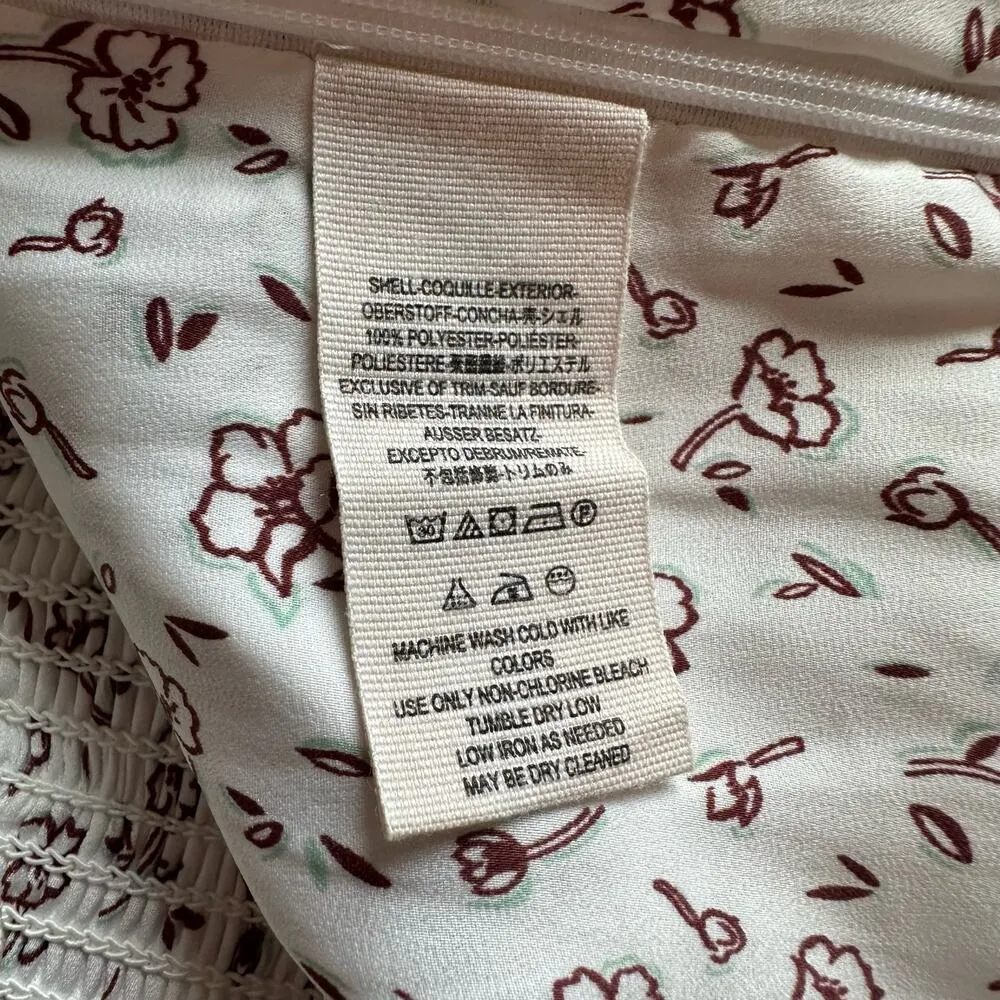 SHELL-COQUILLE-EXTERIOR-
OBERSTOFF-CONCHA-壳-シェル
100% POLYESTER-POLIESTER-
POLIESTERE-聚酯纖維-ポリエステル
EXCLUSIVE OF TRIM-SAUF BORDURE-
SIN RIBETES-TRANNE LA FINITURA-
AUSSER BESATZ-
EXCEPTO DEBRUM/REMATE-
不包括修飾-トリムのみ
30 P
MACHINE WASH COLD WITH LIKE
COLORS
USE ONLY NON-CHLORINE BLEACH
TUMBLE DRY LOW
LOW IRON AS NEEDED
MAY BE DRY CLEANED